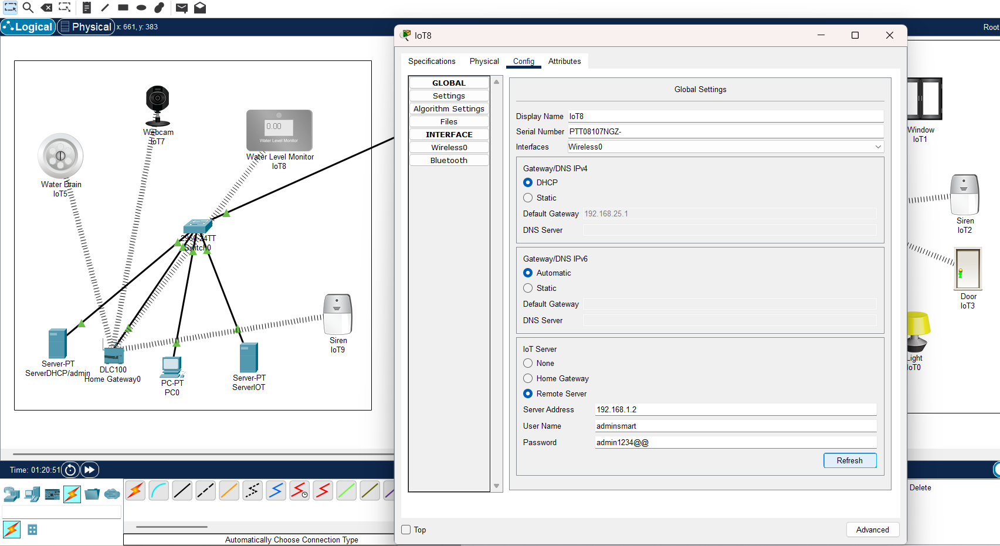 Logical
Physical
x: 661, y: 383
Root
Webcam
IoT7
0.00
Water Level Monitor
Water Level Monitor
IoT8
Water Drain
IoT5
2960-24TT
Switch0
Siren
IoT9
Server-PT
ServerDHCP/admin
DLC100
Home Gateway0
PC-PT
PC0
Server-PT
ServerIOT
Time: 01:20:51
Automatically Choose Connection Type
IoT8
Specifications
Physical
Config
Attributes
GLOBAL
Settings
Algorithm Settings
Files
INTERFACE
Wireless0
Bluetooth
Global Settings
Display Name IoT8
Serial Number PTT08107NGZ-
Interfaces Wireless0
Gateway/DNS IPv4
DHCP
Static
Default Gateway 192.168.25.1
DNS Server
Gateway/DNS IPv6
Automatic
Static
Default Gateway
DNS Server
IoT Server
None
Home Gateway
Remote Server
Server Address 192.168.1.2
User Name adminsmart
Password admin1234@@
Refresh
Top
Advanced
Window
IoT1
Siren
IoT2
Door
IoT3
Light
IoT0
Delete